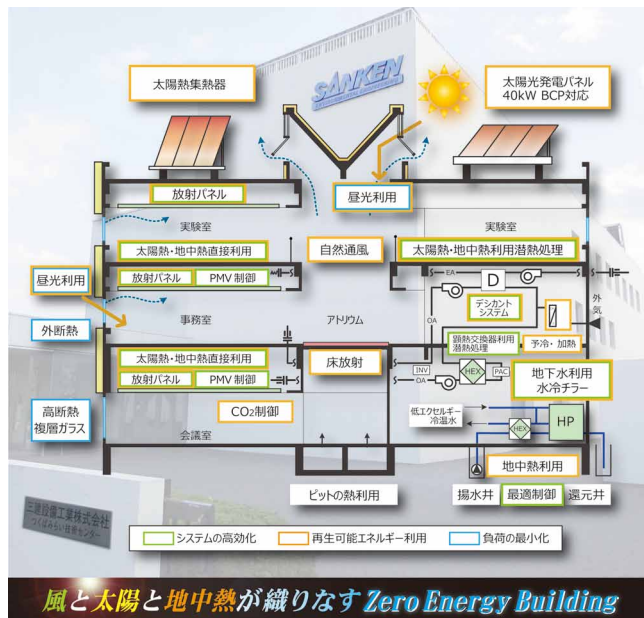 SANKEN
太陽熱集熱器
太陽光発電パネル
40kW BCP対応
放射パネル
昼光利用
実験室
実験室
太陽熱・地中熱直接利用
自然通風
太陽熱・地中熱利用潜熱処理
放射パネル
PMV 制御
EA
D
昼光利用
デシカント
システム
外気
OA
事務室
アトリウム
外断熱
顕熱交換器利用
潜熱処理
予冷・加熱
太陽熱・地中熱直接利用
床放射
放射パネル
PMV 制御
INV
OA
HEX
PAC
地下水利用
水冷チラー
CO2制御
高断熱
複層ガラス
低エクセルギー
冷温水
HP
HEX
会議室
地中熱利用
ピットの熱利用
揚水井
最適制御
還元井
三建設備工業株式会社
つくばみらい技術センター
システムの高効化
再生可能エネルギー利用
負荷の最小化
風と太陽と地中熱が織りなす Zero Energy Building